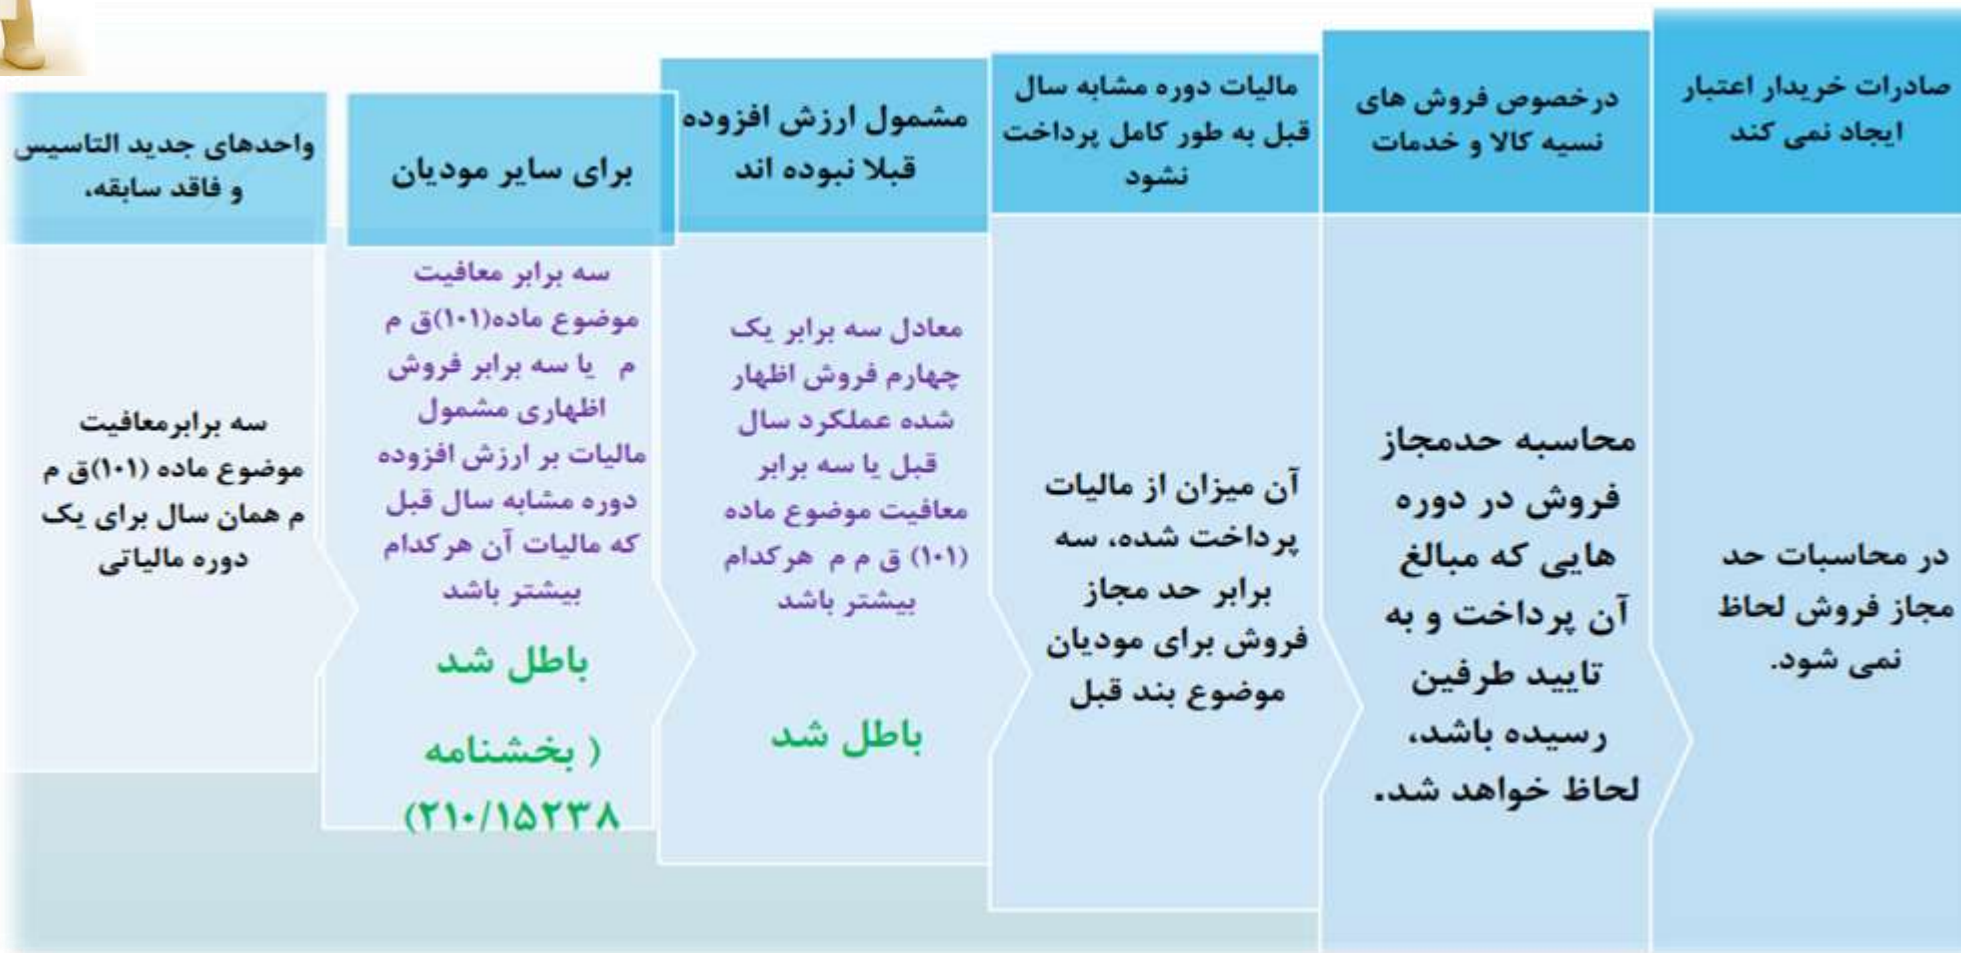 صادرات خریدار اعتبار
ایجاد نمی کند
در محاسبات حد
مجاز فروش لحاظ
نمی شود.
درخصوص فروش های
نسیه کالا و خدمات
محاسبه حدمجاز
فروش در دوره
هایی که مبالغ
آن پرداخت و به
تایید طرفین
رسیده باشد،
لحاظ خواهد شد.
مالیات دوره مشابه سال
قبل به طور کامل پرداخت
نشود
آن میزان از مالیات
پرداخت شده، سه
برابر حد مجاز
فروش برای مودیان
موضوع بند قبل
مشمول ارزش افزوده
قبلا نبوده اند
معادل سه برابر یک
چهارم فروش اظهار
شده عملکرد سال
قبل یا سه برابر
معافیت موضوع ماده
(۱۰۱) ق م م هرکدام
بیشتر باشد
باطل شد
برای سایر مودیان
سه برابر معافیت
موضوع ماده(۱۰۱)ق م
م یا سه برابر فروش
اظهاری مشمول
مالیات بر ارزش افزوده
دوره مشابه سال قبل
که مالیات آن هرکدام
بیشتر باشد
باطل شد
( بخشنامه
۲۱۰/۱۵۲۳۸)
واحدهای جدید التاسیس
و فاقد سابقه،
سه برابرمعافیت
موضوع ماده (۱۰۱)ق م
م همان سال برای یک
دوره مالیاتی